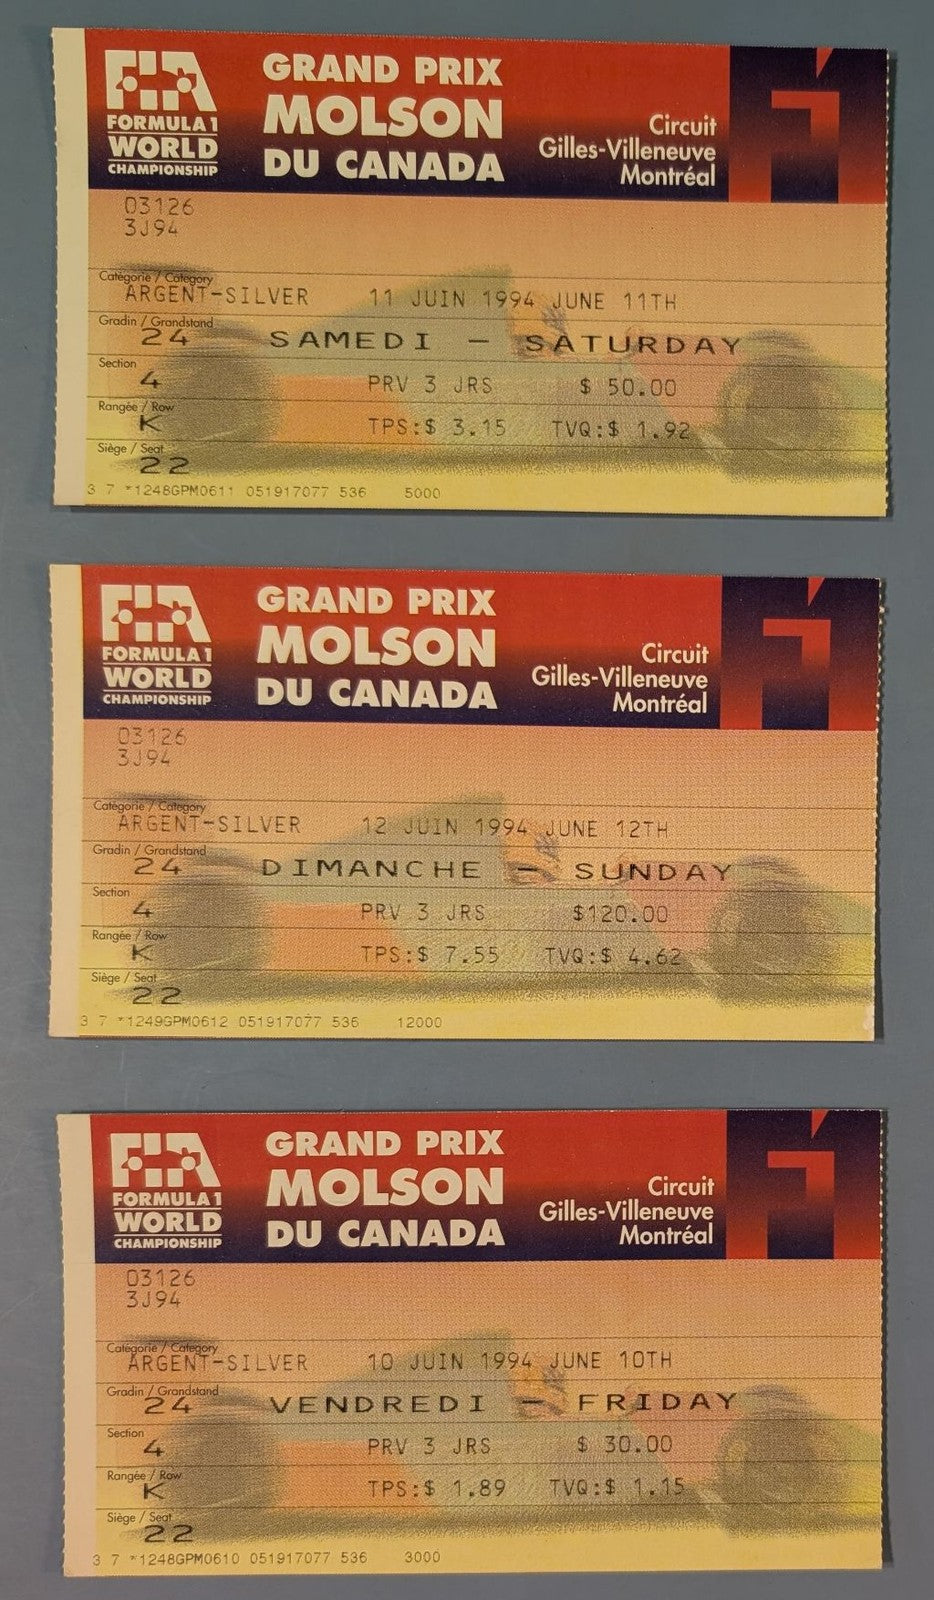 FIA
FORMULA 1
WORLD
CHAMPIONSHIP
GRAND PRIX
MOLSON
DU CANADA
Circuit
Gilles-Villeneuve
Montréal
F1
03126
3J94
Catégorie / Category
ARGENT-SILVER 11 JUIN 1994 JUNE 11TH
Gradin / Grandstand
24 SAMEDI - SATURDAY
Section
4 PRV 3 JRS $ 50.00
Rangée / Row
K TPS:$ 3.15 TVQ:$ 1.92
Siège / Seat
22
3 7 *1248GPM0611 051917077 536 5000
FIA
FORMULA 1
WORLD
CHAMPIONSHIP
GRAND PRIX
MOLSON
DU CANADA
Circuit
Gilles-Villeneuve
Montréal
F1
03126
3J94
Catégorie / Category
ARGENT-SILVER 12 JUIN 1994 JUNE 12TH
Gradin / Grandstand
24 DIMANCHE - SUNDAY
Section
4 PRV 3 JRS $120.00
Rangée / Row
K TPS:$ 7.55 TVQ:$ 4.62
Siège / Seat
22
3 7 *1249GPM0612 051917077 536 12000
FIA
FORMULA 1
WORLD
CHAMPIONSHIP
GRAND PRIX
MOLSON
DU CANADA
Circuit
Gilles-Villeneuve
Montréal
F1
03126
3J94
Catégorie / Category
ARGENT-SILVER 10 JUIN 1994 JUNE 10TH
Gradin / Grandstand
24 VENDREDI - FRIDAY
Section
4 PRV 3 JRS $ 30.00
Rangée / Row
K TPS:$ 1.89 TVQ:$ 1.15
Siège / Seat
22
3 7 *1248GPM0610 051917077 536 3000